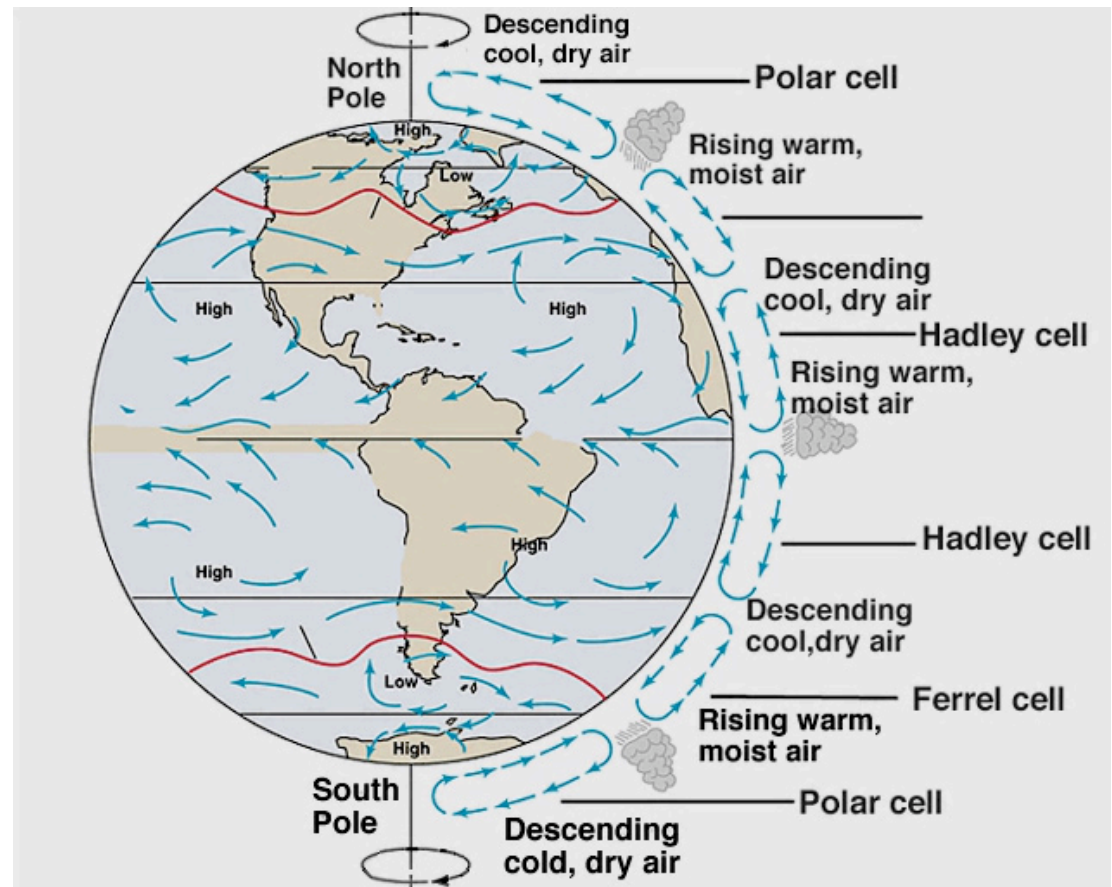 Descending
cool, dry air
North
Pole
Polar cell
High
Rising warm,
moist air
Low
Descending
cool, dry air
High
High
Hadley cell
Rising warm,
moist air
Hadley cell
High
High
Descending
cool,dry air
Low
Ferrel cell
Rising warm,
moist air
High
South
Pole
Polar cell
Descending
cold, dry air